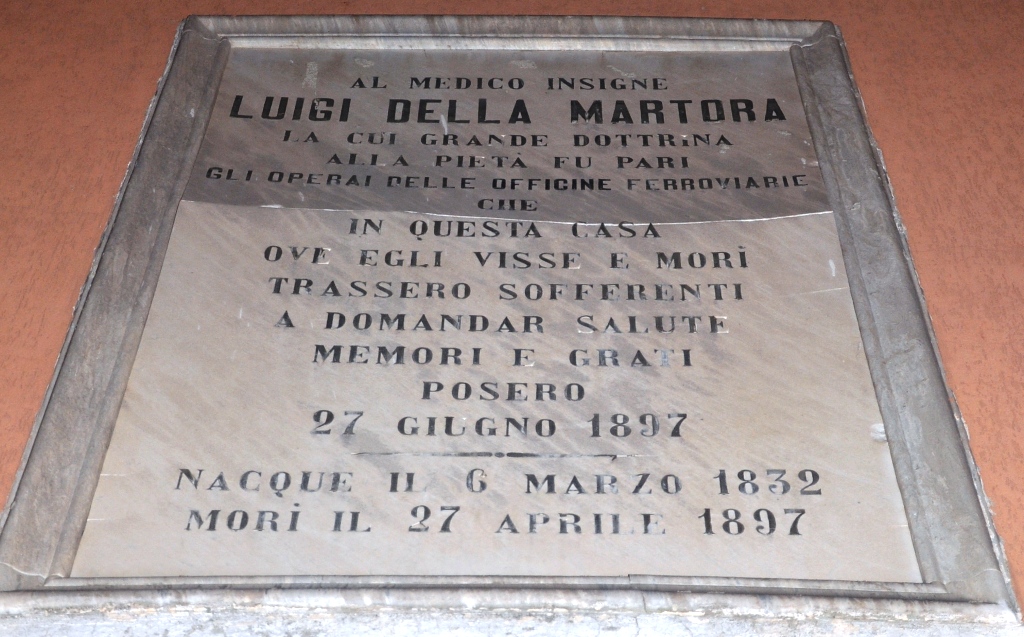 AL MEDICO INSIGNE
LUIGI DELLA MARTORA
LA CUI GRANDE DOTTRINA
ALLA PIETÀ FU PARI
GLI OPERAI DELLE OFFICINE FERROVIARIE
CHE
IN QUESTA CASA
OVE EGLI VISSE E MORÌ
TRASSERO SOFFERENTI
A DOMANDAR SALUTE
MEMORI E GRATI
POSERO
27 GIUGNO 1897
NACQUE IL 6 MARZO 1832
MORÌ IL 27 APRILE 1897